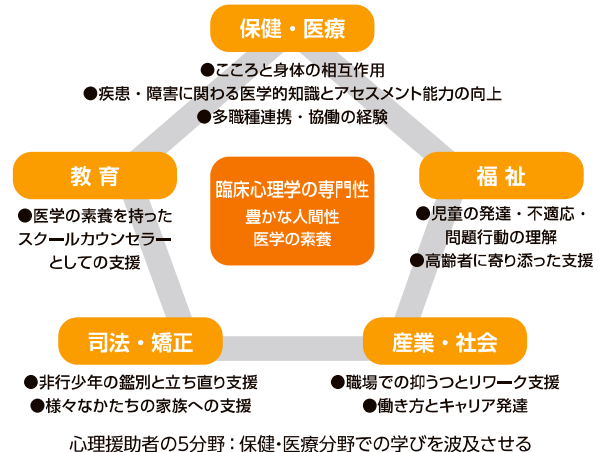 保健・医療
●こころと身体の相互作用
●疾患・障害に関わる医学的知識とアセスメント能力の向上
●多職種連携・協働の経験
教 育
●医学の素養を持った
スクールカウンセラー
としての支援
臨床心理学の専門性
豊かな人間性
医学の素養
福 祉
●児童の発達・不適応・
問題行動の理解
●高齢者に寄り添った支援
司法・矯正
●非行少年の鑑別と立ち直り支援
●様々なかたちの家族への支援
産業・社会
●職場での抑うつとリワーク支援
●働き方とキャリア発達
心理援助者の5分野：保健・医療分野での学びを波及させる